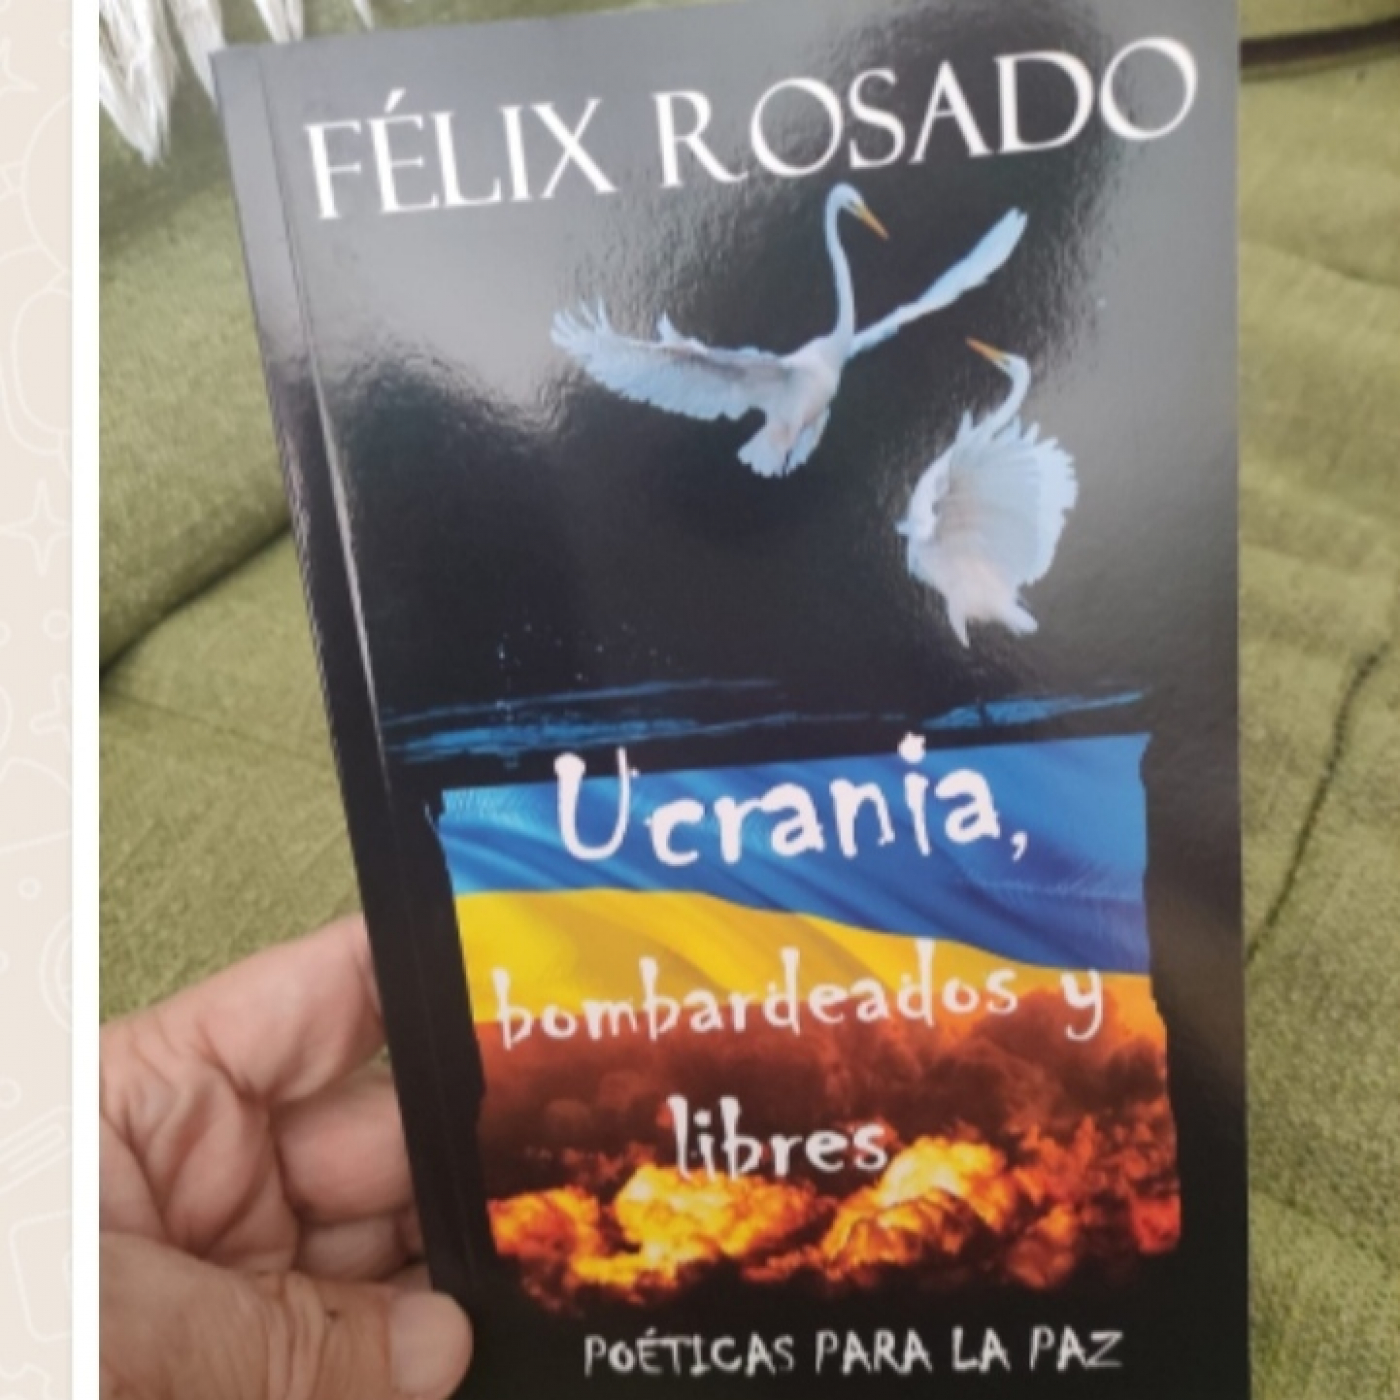 FÉLIX ROSADO
Ucrania,
bombardeados y
libres
POÉTICAS PARA LA PAZ